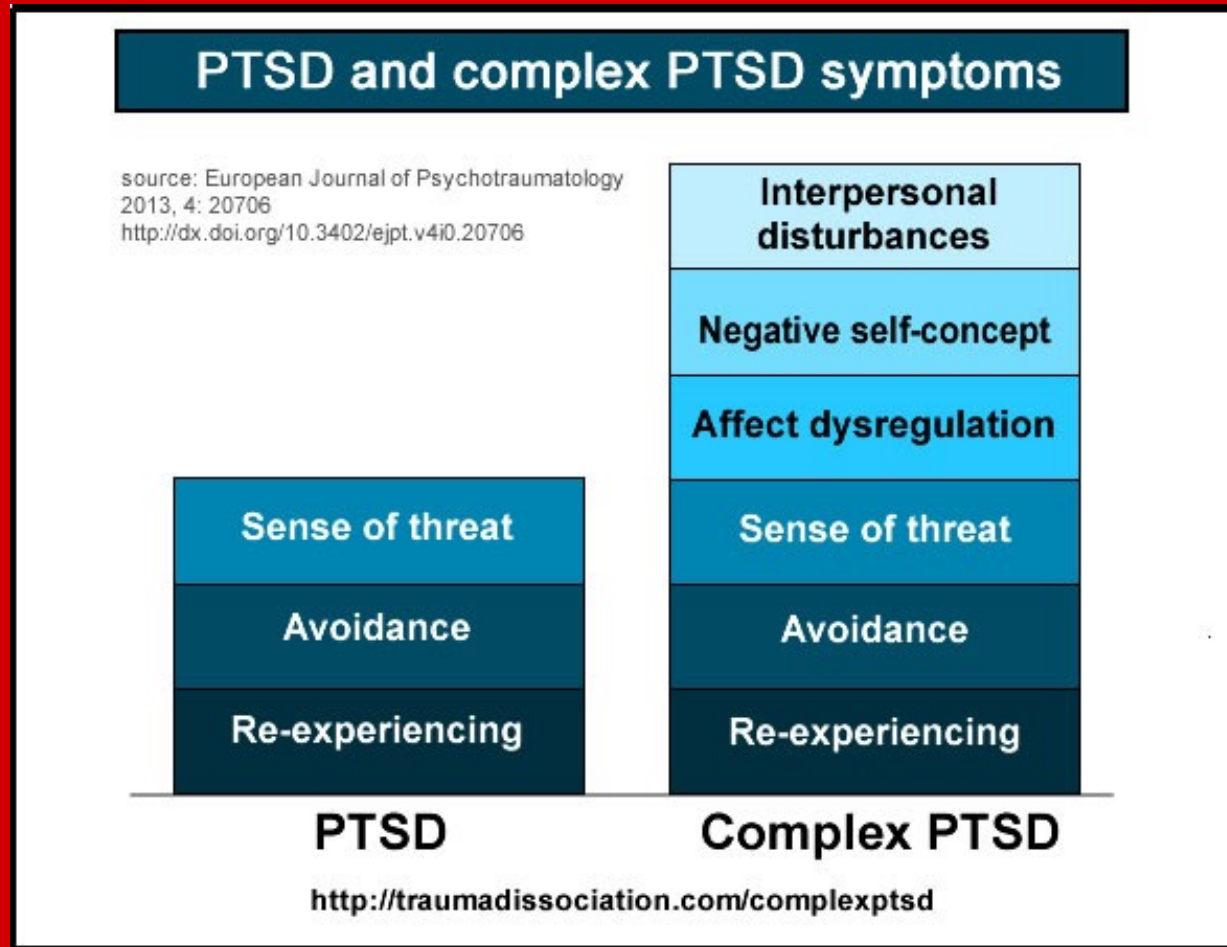 PTSD and complex PTSD symptoms
source: European Journal of Psychotraumatology
2013, 4: 20706
http://dx.doi.org/10.3402/ejpt.v4i0.20706
Sense of threat
Avoidance
Re-experiencing
PTSD
Interpersonal
disturbances
Negative self-concept
Affect dysregulation
Sense of threat
Avoidance
Re-experiencing
Complex PTSD
http://traumadissociation.com/complexptsd